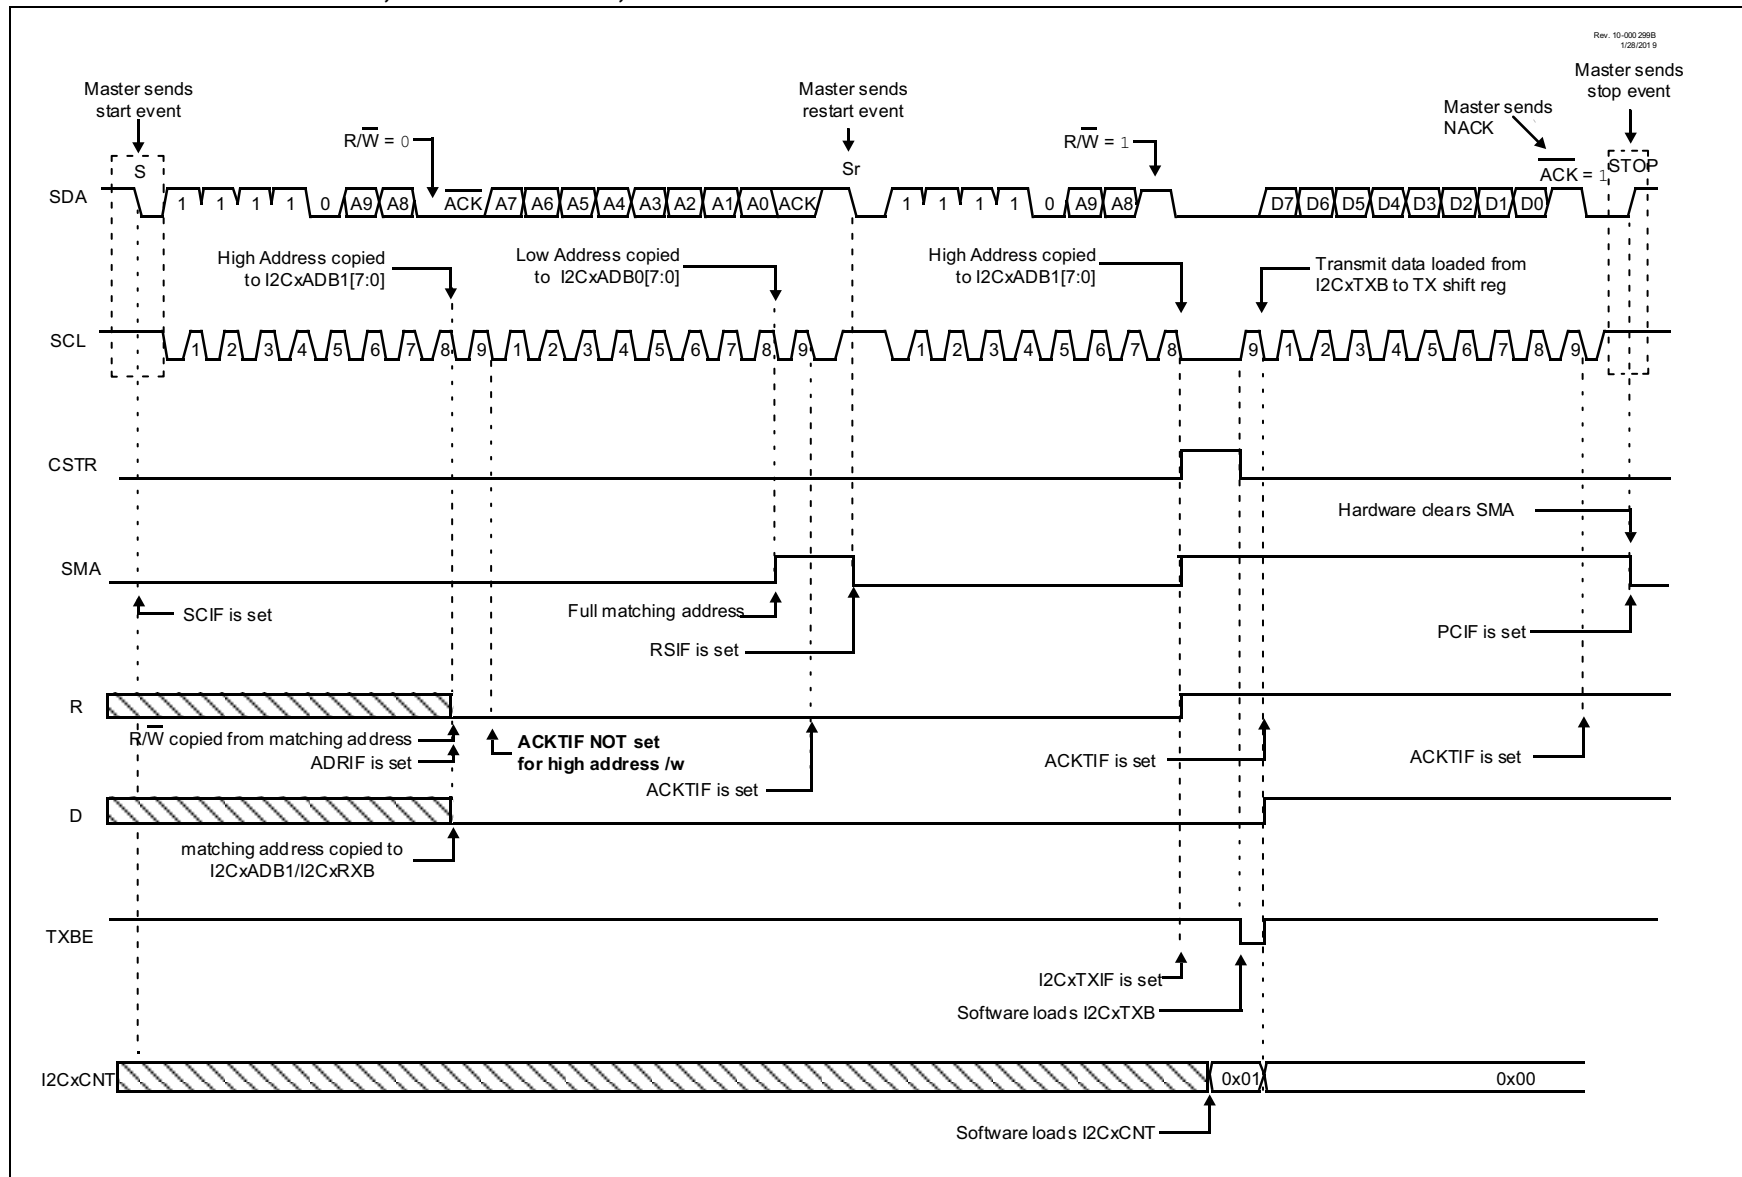 Rev. 10-000 299B
1/28/201 9
Master sends
start event
Master sends
restart event
Master sends
stop event
Master sends
NACK
R/W = 0
R/W = 1
S
Sr
ACK = 1
STOP
SDA
1 1 1 1 0 A9 A8 ACK A7 A6 A5 A4 A3 A2 A1 A0 ACK 1 1 1 1 0 A9 A8 D7 D6 D5 D4 D3 D2 D1 D0
High Address copied
to I2CxADB1[7:0]
Low Address copied
to I2CxADB0[7:0]
High Address copied
to I2CxADB1[7:0]
Transmit data loaded from
I2CxTXB to TX shift reg
SCL
1 2 3 4 5 6 7 8 9 1 2 3 4 5 6 7 8 9 1 2 3 4 5 6 7 8 9 1 2 3 4 5 6 7 8 9
CSTR
Hardware clears SMA
SMA
SCIF is set
Full matching address
RSIF is set
PCIF is set
R
R/W copied from matching address
ADRIF is set
ACKTIF NOT set
for high address /w
ACKTIF is set
ACKTIF is set
ACKTIF is set
D
matching address copied to
I2CxADB1/I2CxRXB
TXBE
I2CxTXIF is set
Software loads I2CxTXB
I2CxCNT
0x01
0x00
Software loads I2CxCNT